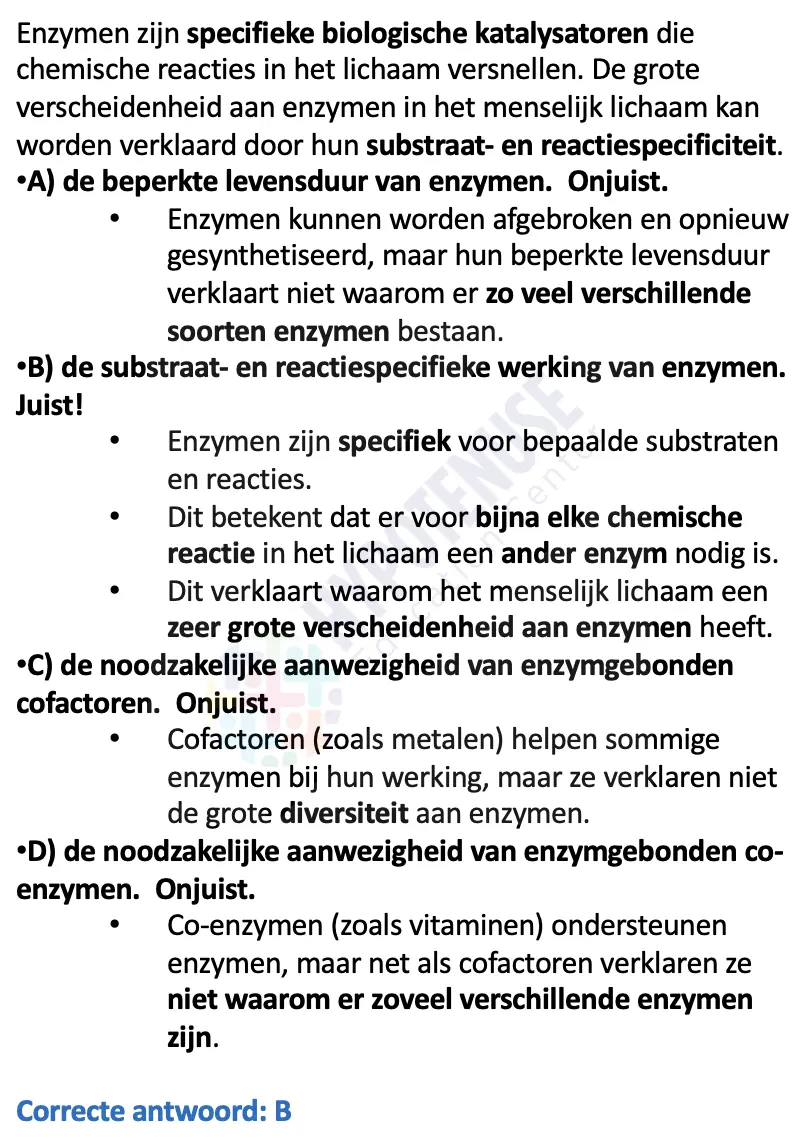 Enzymen zijn specifieke biologische katalysatoren die
chemische reacties in het lichaam versnellen. De grote
verscheidenheid aan enzymen in het menselijk lichaam kan
worden verklaard door hun substraat- en reactiespecificiteit.
•A) de beperkte levensduur van enzymen.  Onjuist.
• Enzymen kunnen worden afgebroken en opnieuw
gesynthetiseerd, maar hun beperkte levensduur
verklaart niet waarom er zo veel verschillende
soorten enzymen bestaan.
•B) de substraat- en reactiespecifieke werking van enzymen.
Juist!
• Enzymen zijn specifiek voor bepaalde substraten
en reacties.
• Dit betekent dat er voor bijna elke chemische
reactie in het lichaam een ander enzym nodig is.
• Dit verklaart waarom het menselijk lichaam een
zeer grote verscheidenheid aan enzymen heeft.
•C) de noodzakelijke aanwezigheid van enzymgebonden
cofactoren.  Onjuist.
• Cofactoren (zoals metalen) helpen sommige
enzymen bij hun werking, maar ze verklaren niet
de grote diversiteit aan enzymen.
•D) de noodzakelijke aanwezigheid van enzymgebonden co-
enzymen.  Onjuist.
• Co-enzymen (zoals vitaminen) ondersteunen
enzymen, maar net als cofactoren verklaren ze
niet waarom er zoveel verschillende enzymen
zijn.
Correcte antwoord: B
HYPOTENUSE
Education Center